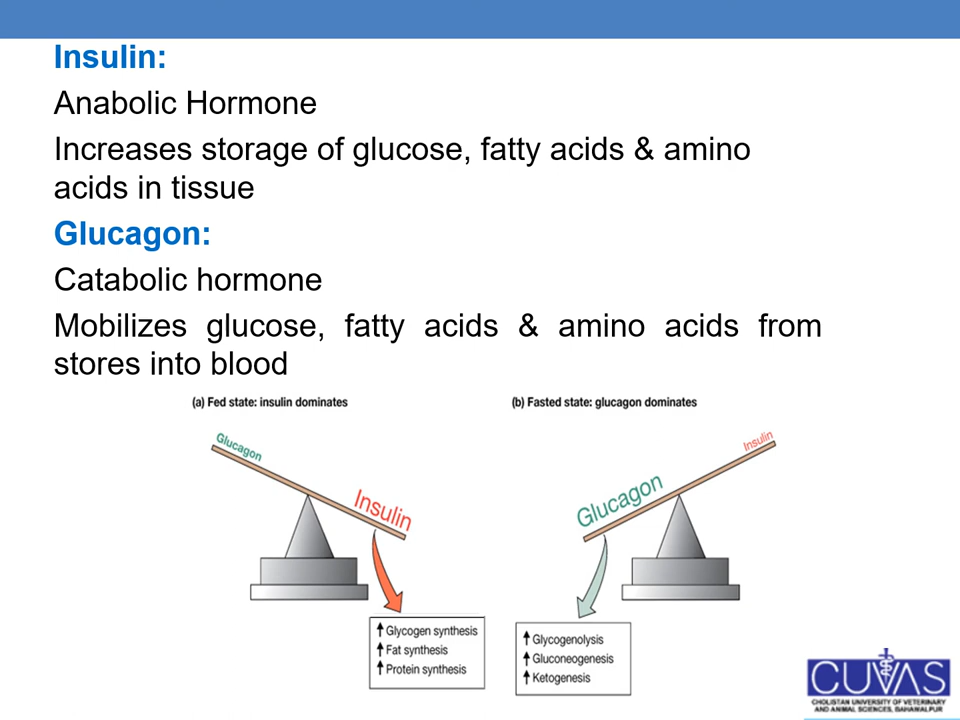 Insulin:
Anabolic Hormone
Increases storage of glucose, fatty acids & amino
acids in tissue
Glucagon:
Catabolic hormone
Mobilizes glucose, fatty acids & amino acids from
stores into blood
(a) Fed state: insulin dominates
Glucagon
Insulin
↑ Glycogen synthesis
↑ Fat synthesis
↑ Protein synthesis
(b) Fasted state: glucagon dominates
Insulin
Glucagon
↑ Glycogenolysis
↑ Gluconeogenesis
↑ Ketogenesis
CUVAS
CHOLISTAN UNIVERSITY OF VETERINARY
AND ANIMAL SCIENCES, BAHAWALPUR